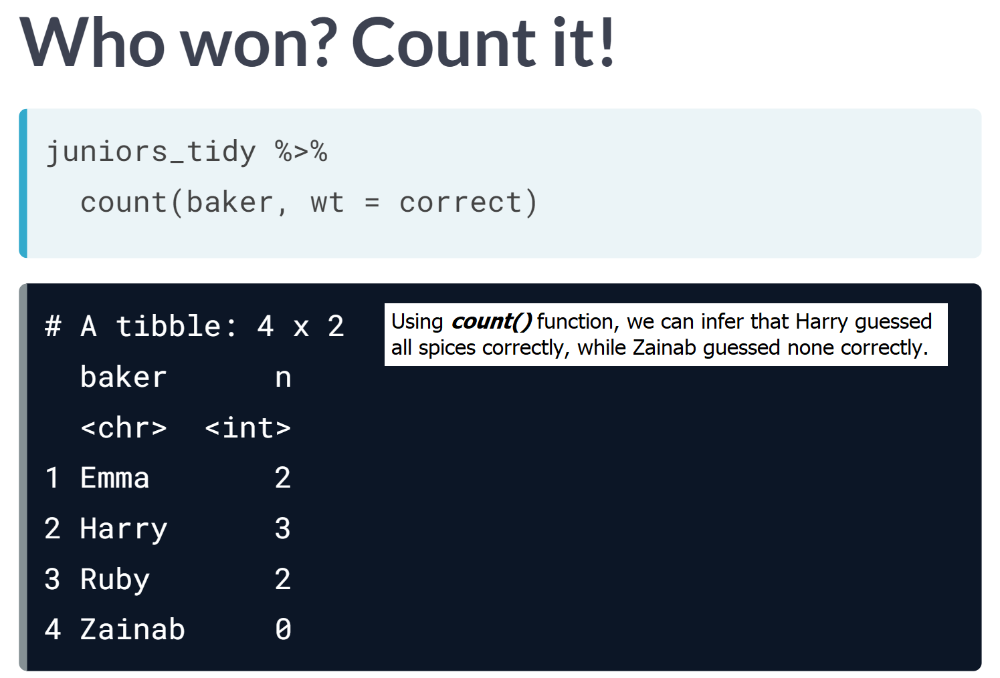 Who won? Count it!
juniors_tidy %>%
  count(baker, wt = correct)
# A tibble: 4 x 2
Using count() function, we can infer that Harry guessed
all spices correctly, while Zainab guessed none correctly.
  baker      n
  <chr>  <int>
1 Emma       2
2 Harry      3
3 Ruby       2
4 Zainab     0